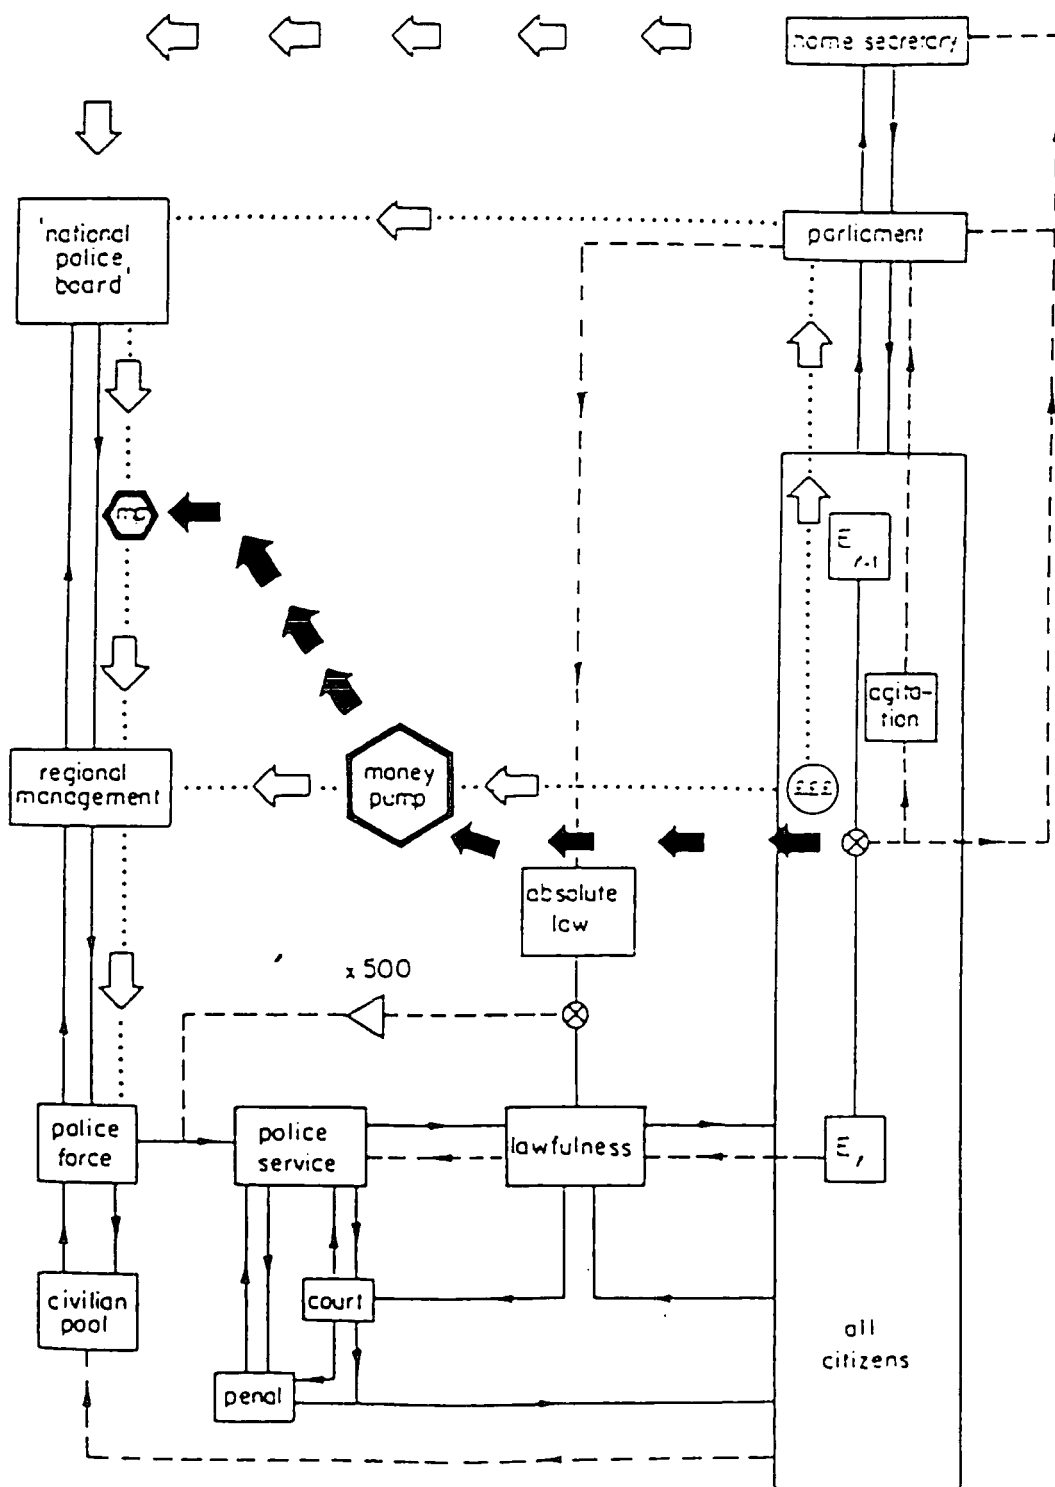 home secretary
'national
police
board'
parliament
mp
E
agita-
tion
regional
management
money
pump
£££
absolute
law
x 500
police
force
police
service
lawfulness
E
civilian
pool
court
all
citizens
penal